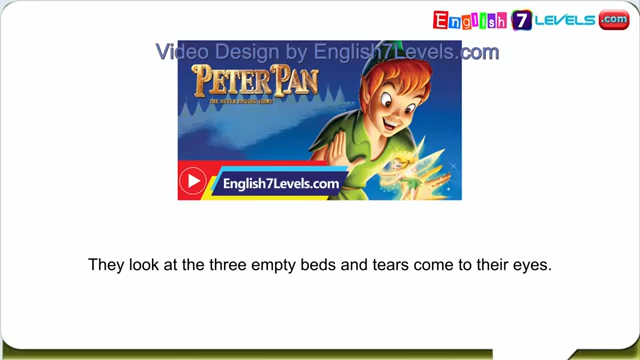 English 7 LEVELS .com
Video Design by English7Levels.com
PETER PAN
English7Levels.com
They look at the three empty beds and tears come to their eyes.